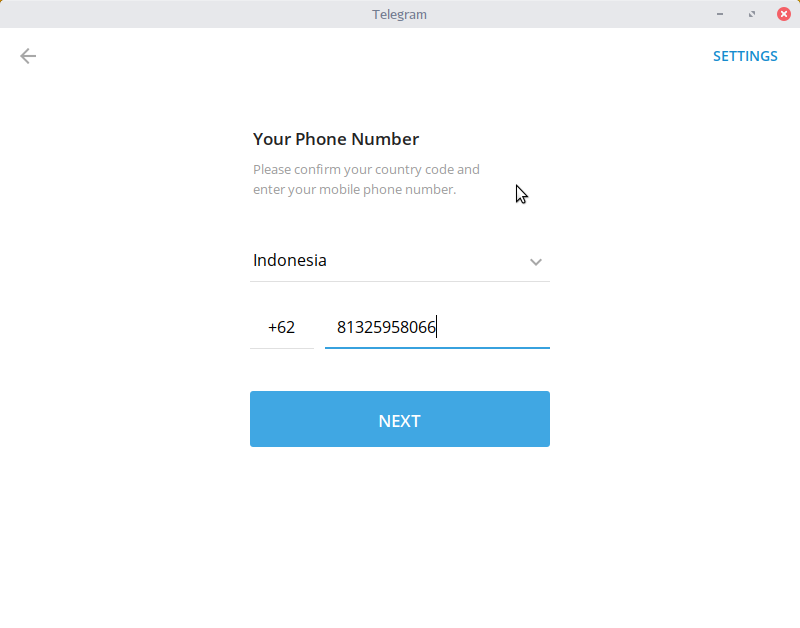 Telegram
SETTINGS
Your Phone Number
Please confirm your country code and
enter your mobile phone number.
Indonesia
+62 81325958066
NEXT